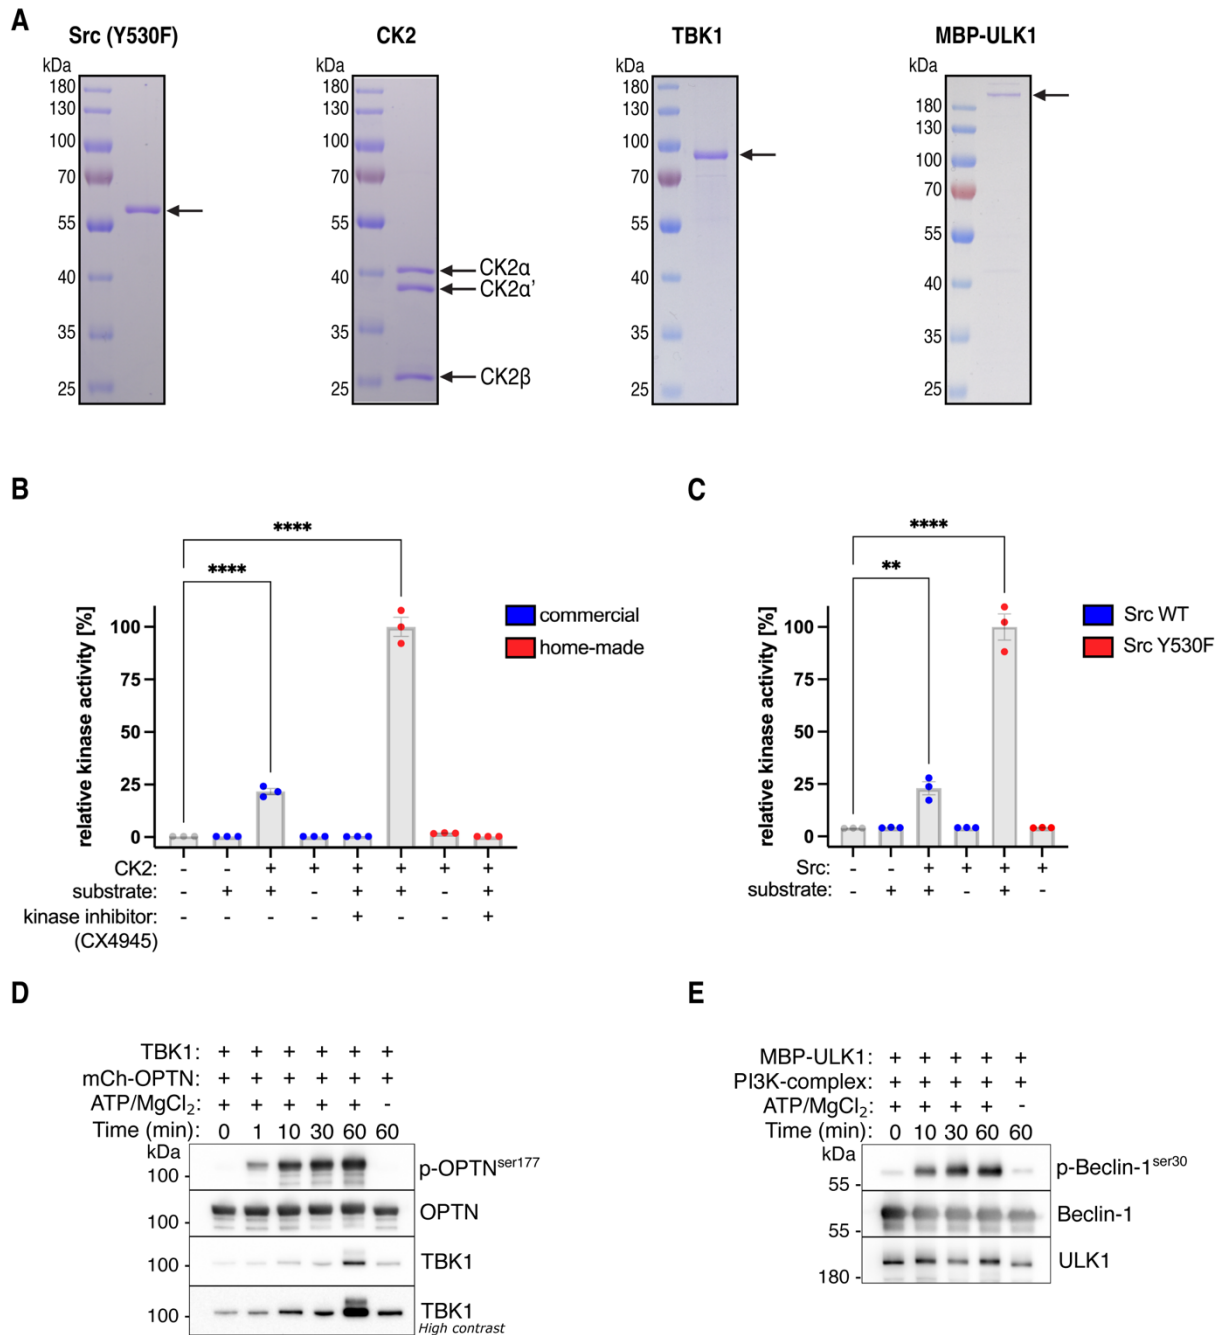 A
Src (Y530F)
CK2
TBK1
MBP-ULK1
kDa
180
130
100
70
55
40
35
25
kDa
180
130
100
70
55
40
35
25
CK2α
CK2α’
CK2β
kDa
180
130
100
70
55
40
35
25
kDa
180
130
100
70
55
40
35
25
B
relative kinase activity [%]
100
75
50
25
0
****
****
commercial
home-made
CK2: - - + + + + + +
substrate: - + + - + + - +
kinase inhibitor: - - - - + - - +
(CX4945)
C
relative kinase activity [%]
100
75
50
25
0
****
**
Src WT
Src Y530F
Src: - - + + + +
substrate: - + + - + -
D
TBK1: + + + + + +
mCh-OPTN: + + + + + +
ATP/MgCl₂: + + + + + -
Time (min): 0 1 10 30 60 60
kDa
100 - p-OPTNˢᵉʳ¹⁷⁷
100 - OPTN
100 - TBK1
100 - TBK1
High contrast
E
MBP-ULK1: + + + + +
PI3K-complex: + + + + +
ATP/MgCl₂: + + + + -
Time (min): 0 10 30 60 60
kDa
55 - p-Beclin-1ˢᵉʳ³⁰
55 - Beclin-1
180 - ULK1